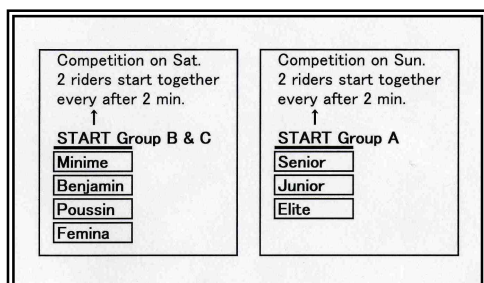 Competition on Sat.
2 riders start together
every after 2 min.
↑
START Group B & C
Minime
Benjamin
Poussin
Femina
Competition on Sun.
2 riders start together
every after 2 min.
↑
START Group A
Senior
Junior
Elite